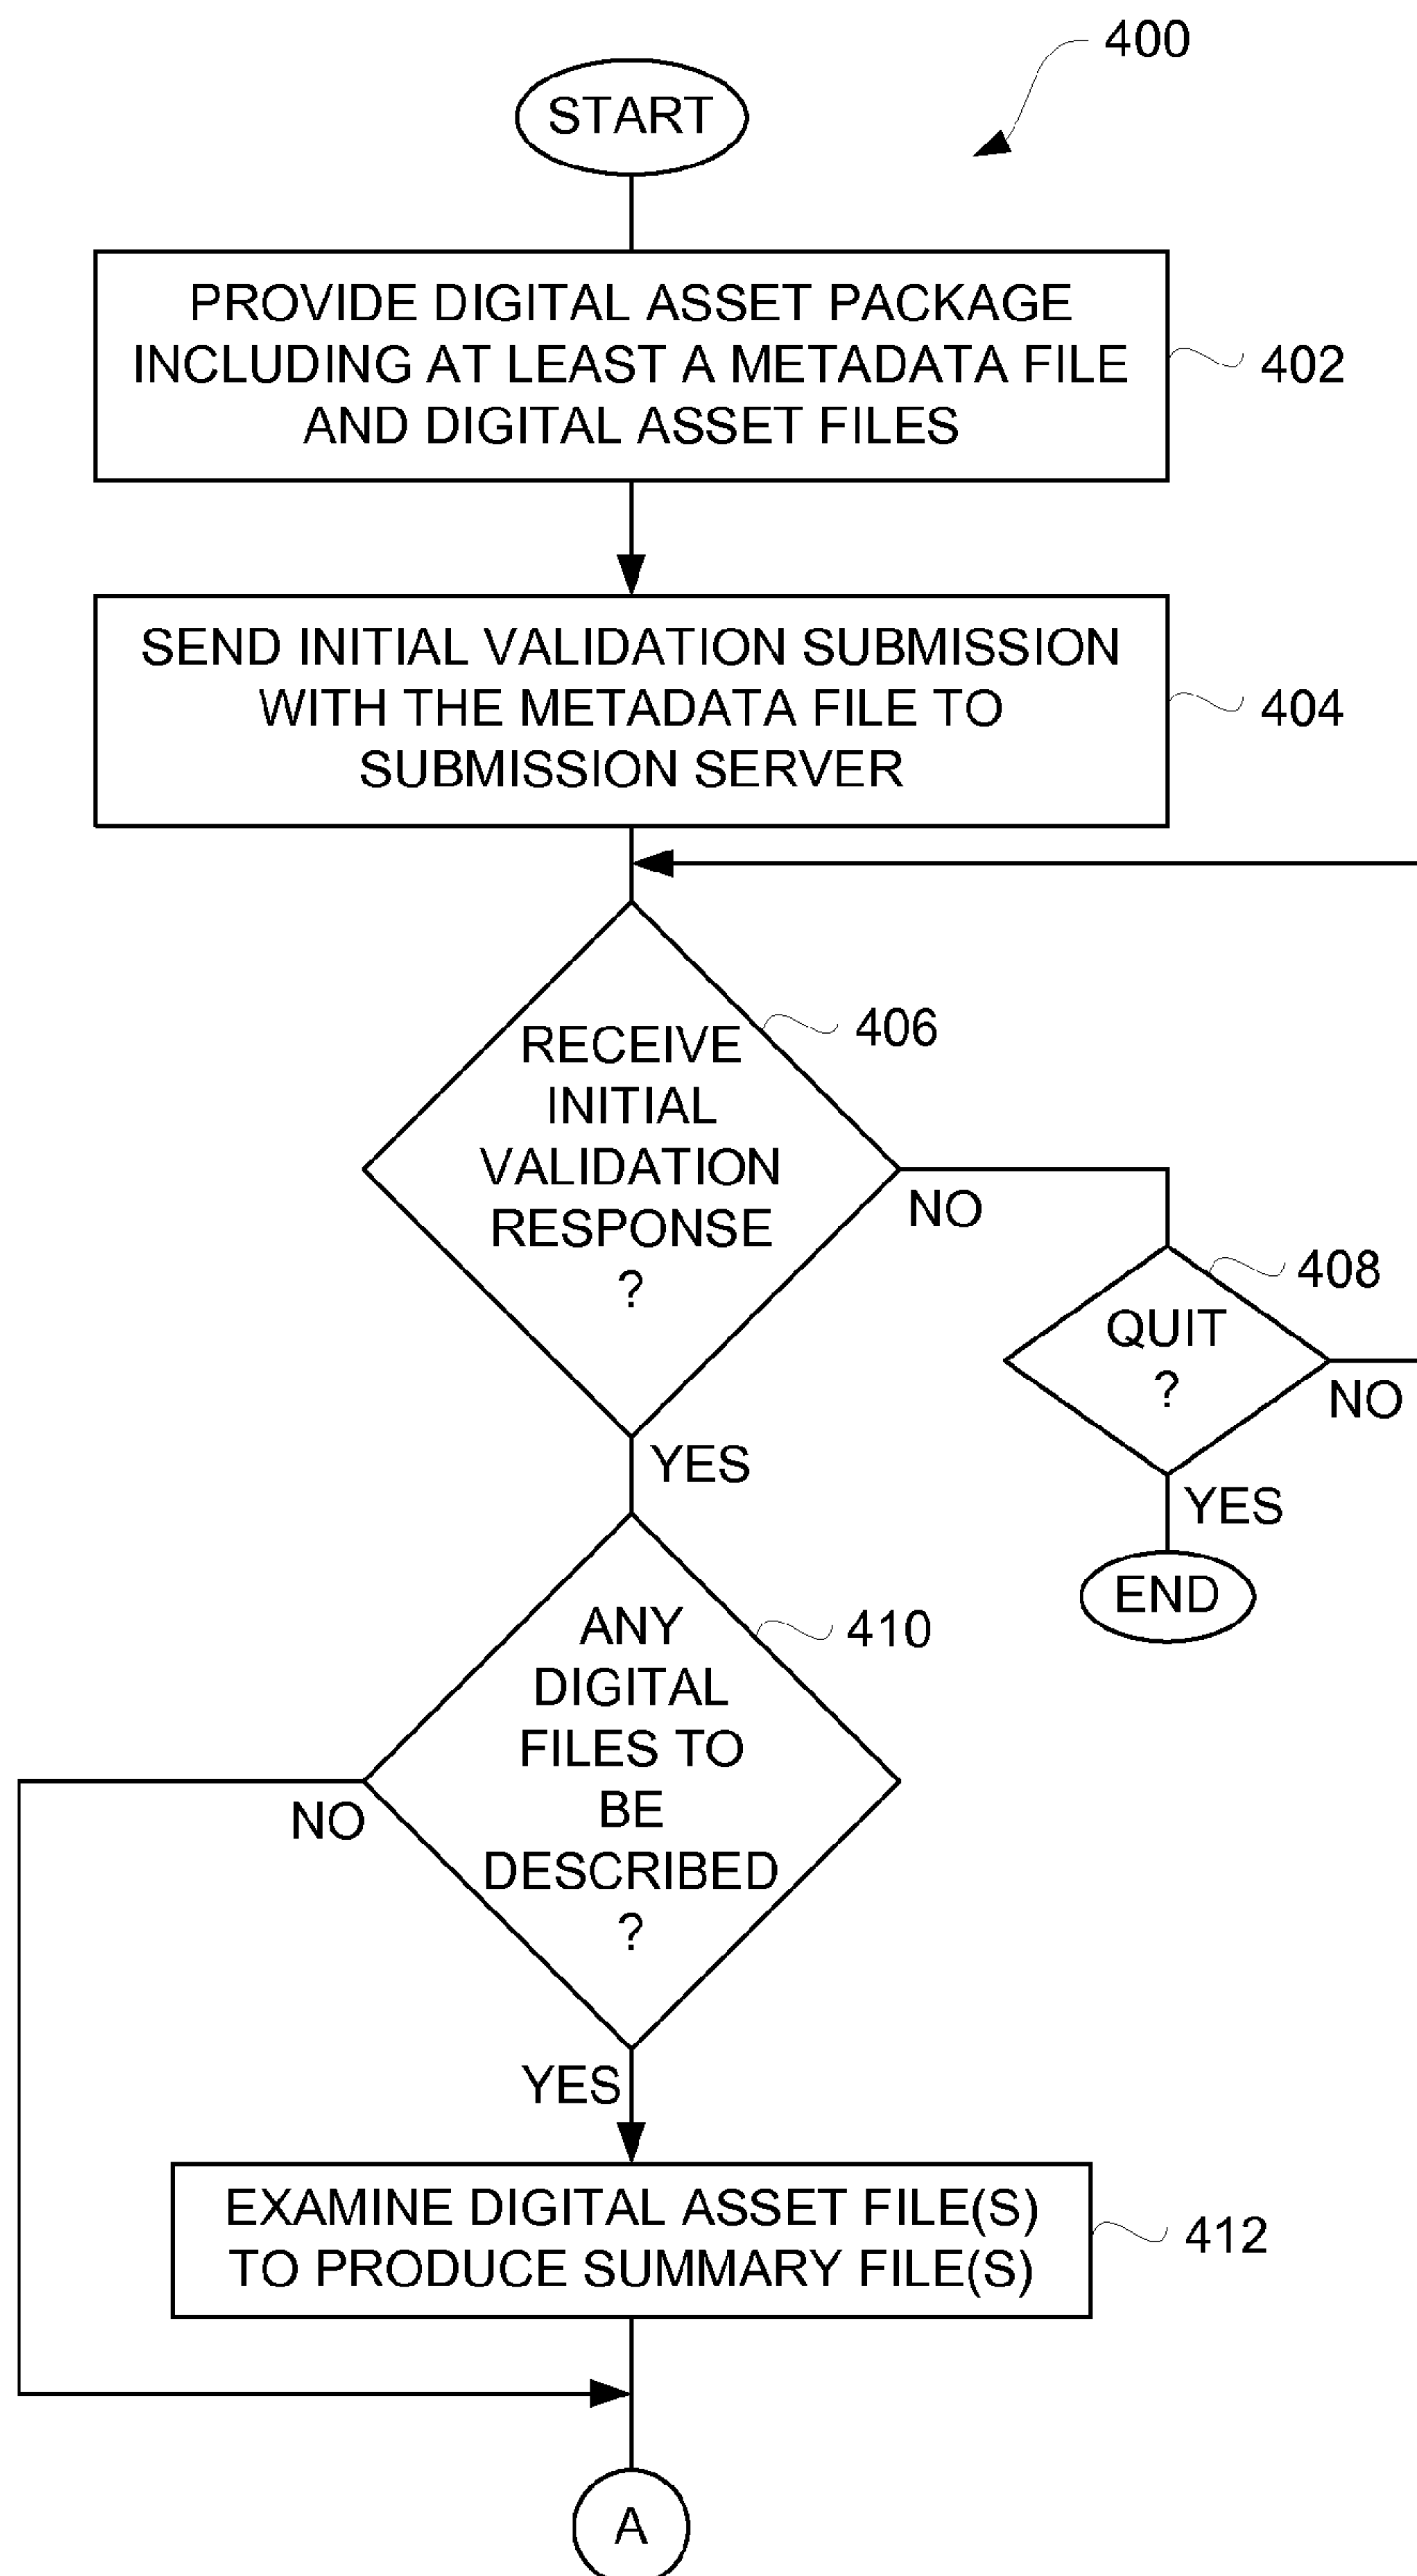 400
START
PROVIDE DIGITAL ASSET PACKAGE
INCLUDING AT LEAST A METADATA FILE
AND DIGITAL ASSET FILES
402
SEND INITIAL VALIDATION SUBMISSION
WITH THE METADATA FILE TO
SUBMISSION SERVER
404
RECEIVE
INITIAL
VALIDATION
RESPONSE
?
406
NO
QUIT
?
408
NO
YES
END
YES
ANY
DIGITAL
FILES TO
BE
DESCRIBED
?
410
NO
YES
EXAMINE DIGITAL ASSET FILE(S)
TO PRODUCE SUMMARY FILE(S)
412
A